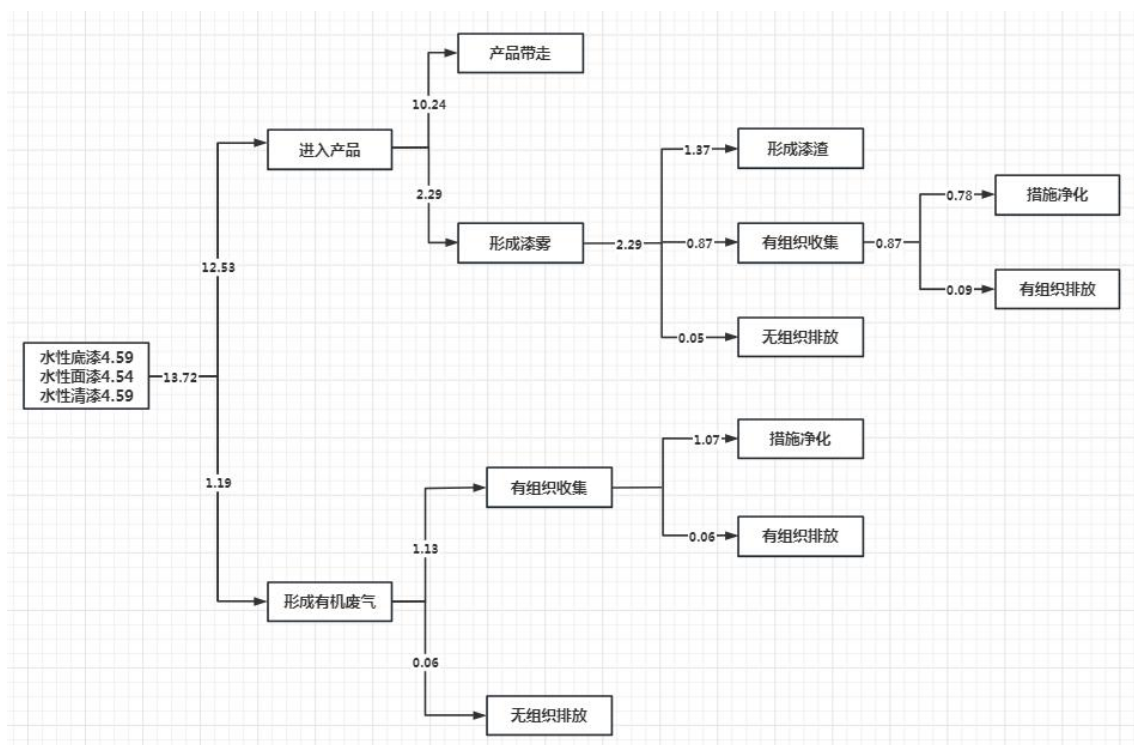 产品带走
10.24
进入产品
2.29
形成漆雾
2.29
1.37
形成漆渣
0.87
有组织收集
0.87
0.78
措施净化
0.09
有组织排放
0.05
无组织排放
12.53
水性底漆4.59
水性面漆4.54
水性清漆4.59
13.72
1.19
形成有机废气
1.13
有组织收集
1.07
措施净化
0.06
有组织排放
0.06
无组织排放